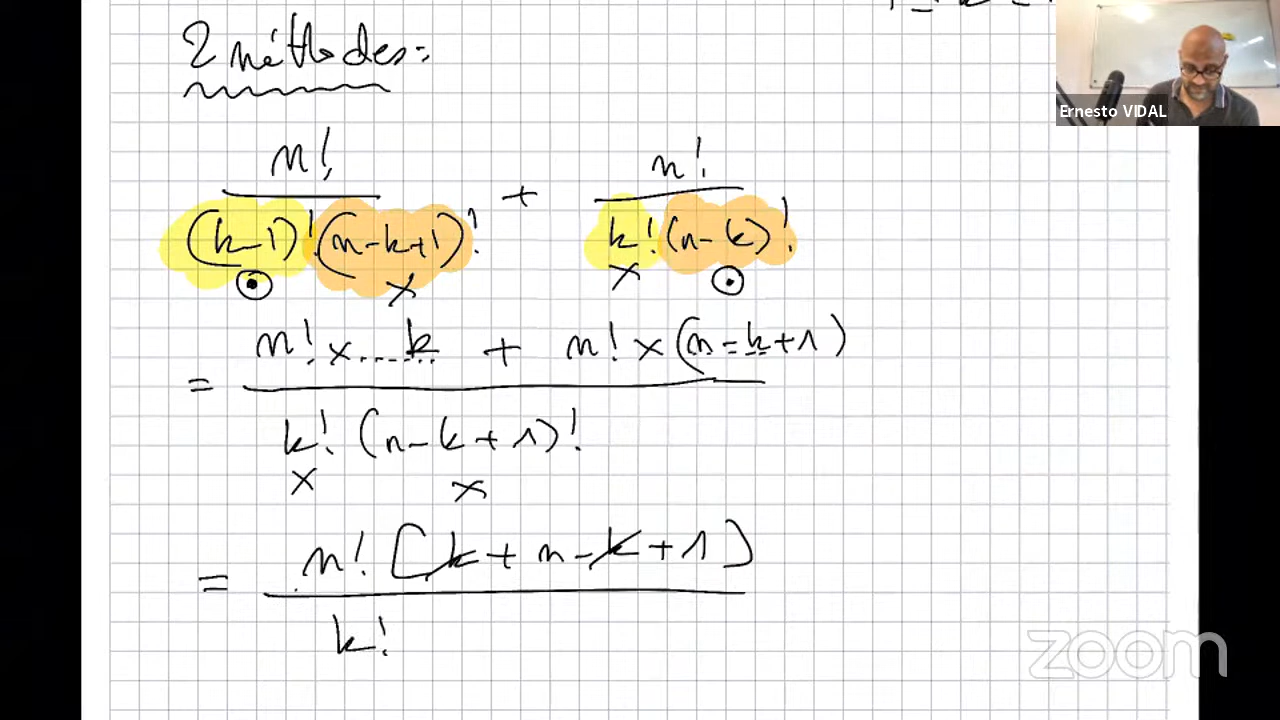 2 méthodes:
Ernesto VIDAL
n! / (k-1)!(n-k+1)! + n! / k!(n-k)!
= n! x....k + n! x (n-k+1) / k! (n-k+1)!
= n! [k + n - k + 1] / k!
zoom